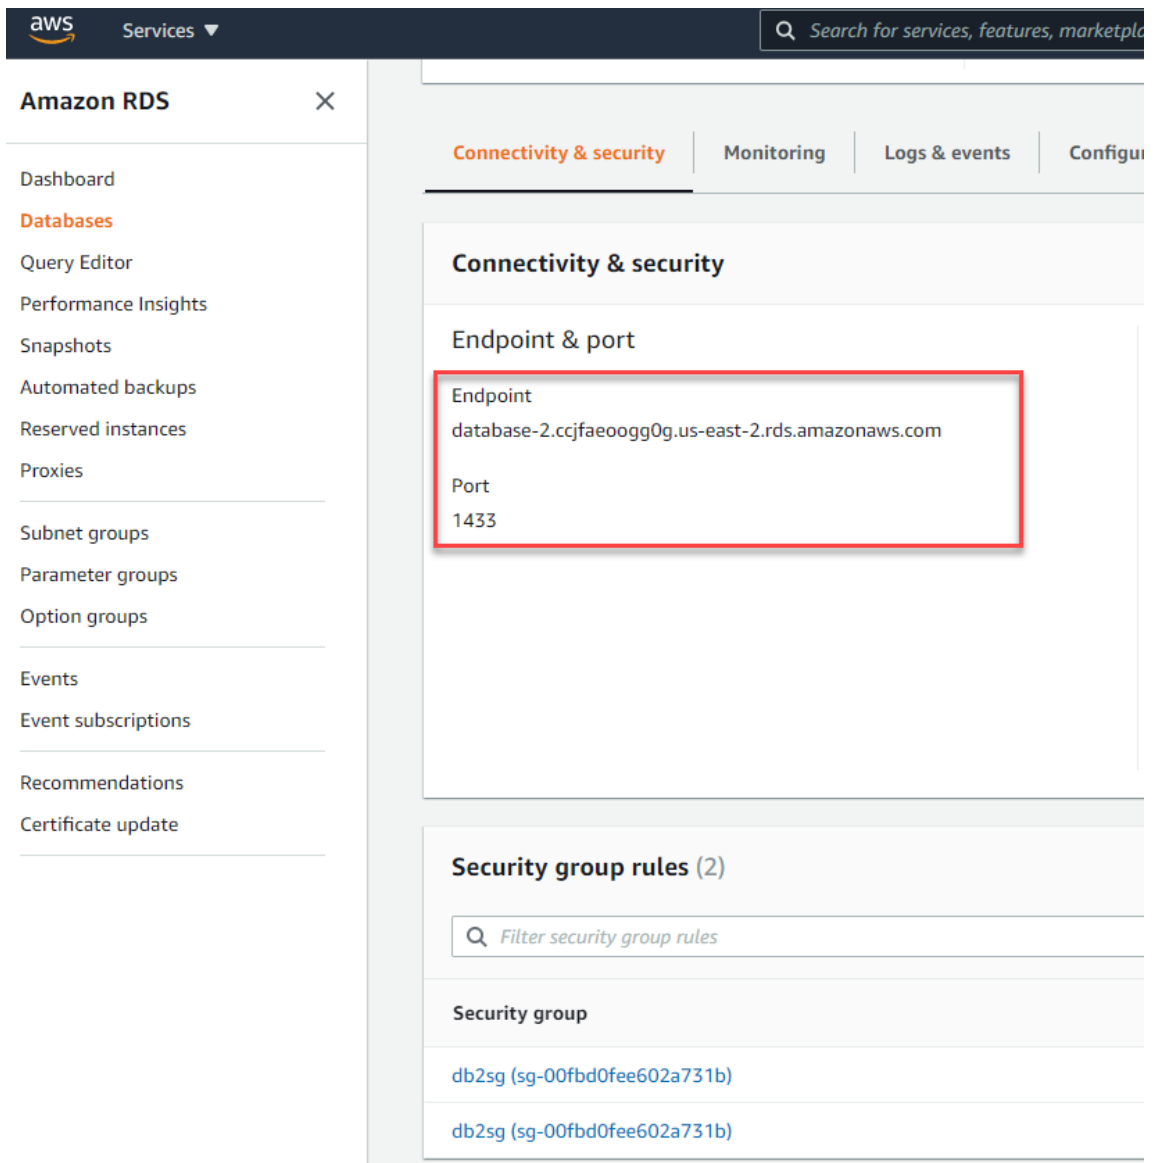 aws
Services ▼
Search for services, features, marketpla
Amazon RDS
Dashboard
Databases
Query Editor
Performance Insights
Snapshots
Automated backups
Reserved instances
Proxies
Subnet groups
Parameter groups
Option groups
Events
Event subscriptions
Recommendations
Certificate update
Connectivity & security
Monitoring
Logs & events
Configur
Connectivity & security
Endpoint & port
Endpoint
database-2.ccjfaeoogg0g.us-east-2.rds.amazonaws.com
Port
1433
Security group rules (2)
Filter security group rules
Security group
db2sg (sg-00fbd0fee602a731b)
db2sg (sg-00fbd0fee602a731b)